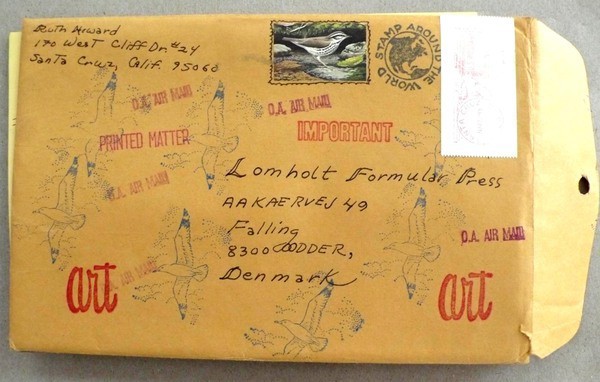 Ruth Howard
170 West Cliff Dr. #24
Santa Cruz, Calif. 95060
STAMP AROUND THE WORLD
O.A. AIR MAIL
O.A. AIR MAIL
PRINTED MATTER
IMPORTANT
Lomholt Formular Press
O.A. AIR MAIL
AAKAERVEJ 49
Falling
8300 ODDER,
O.A. AIR MAIL
Denmark
O.A. AIR MAIL
art
art